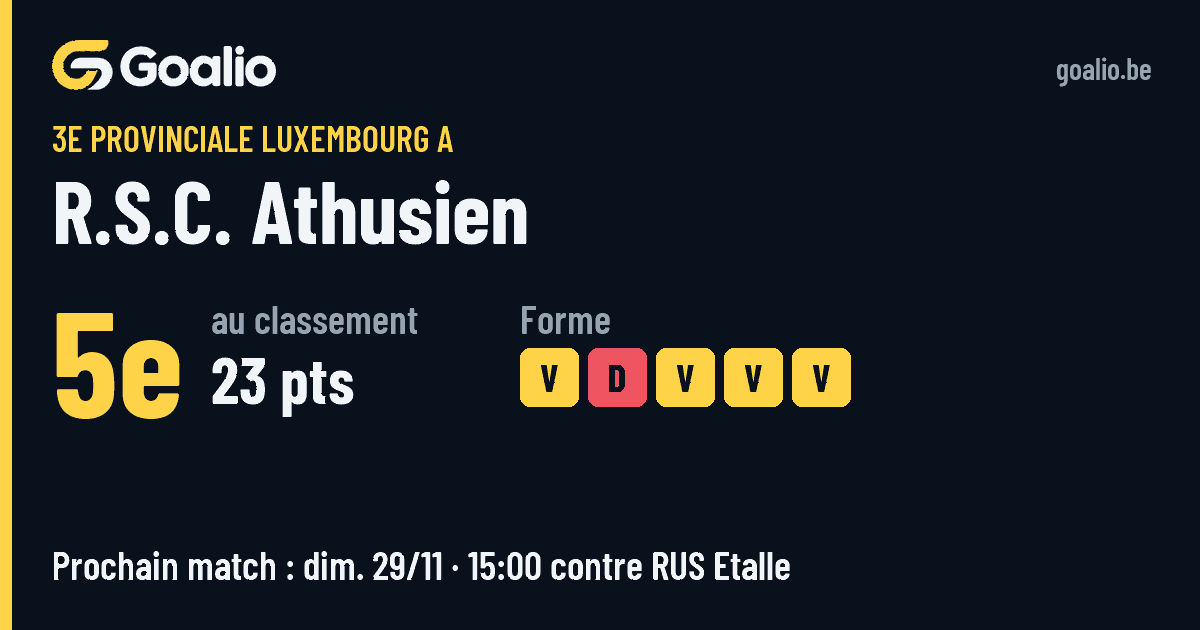 Goalio
goalio.be
3E PROVINCIALE LUXEMBOURG A
R.S.C. Athusien
5e
au classement
23 pts
Forme
V D V V V
Prochain match : dim. 29/11 · 15:00 contre RUS Etalle